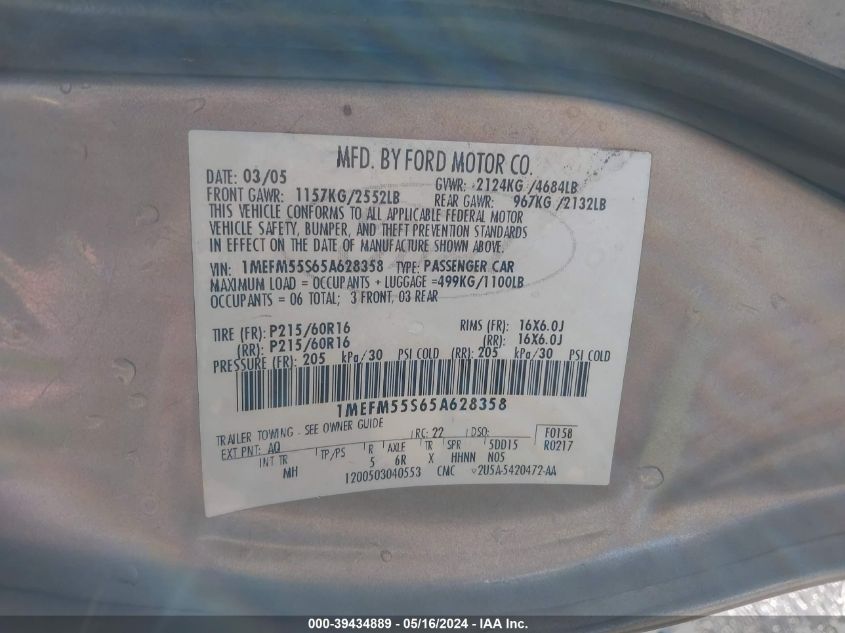 MFD. BY FORD MOTOR CO.
DATE: 03/05 GVWR: 2124KG /4684LB
FRONT GAWR: 1157KG/2552LB REAR GAWR: 967KG /2132LB
THIS VEHICLE CONFORMS TO ALL APPLICABLE FEDERAL MOTOR
VEHICLE SAFETY, BUMPER, AND THEFT PREVENTION STANDARDS
IN EFFECT ON THE DATE OF MANUFACTURE SHOWN ABOVE.
VIN: 1MEFM55S65A628358 TYPE: PASSENGER CAR
MAXIMUM LOAD = OCCUPANTS + LUGGAGE =499KG/1100LB
OCCUPANTS = 06 TOTAL; 3 FRONT, 03 REAR
TIRE (FR): P215/60R16 RIMS (FR): 16X6.0J
(RR): P215/60R16 (RR): 16X6.0J
PRESSURE (FR): 205 kPa/30 PSI COLD (RR): 205 kPa/30 PSI COLD
1MEFM55S65A628358
TRAILER TOWING - SEE OWNER GUIDE RC: 22 DSO: F0158
EXT PNT: AQ R0217
INT TR TP/PS R AXLE TR SPR 5DD15
MH 5 6R X HHNN N05
1200503040553 CMC 2U5A-5420472-AA
000-39434889 - 05/16/2024 - IAA Inc.